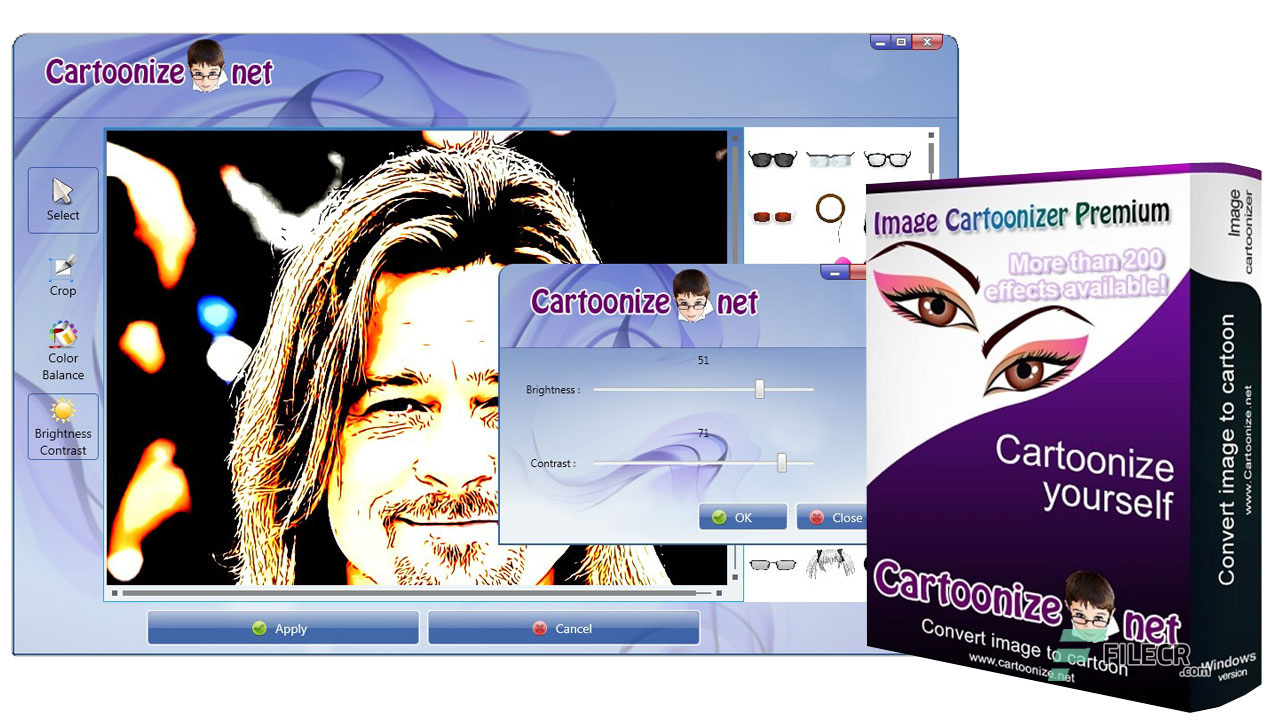 Cartoonize net
Select
Crop
Color
Balance
Brightness
Contrast
Apply
Cancel
Cartoonize net
51
Brightness :
71
Contrast :
OK
Close
Image Cartoonizer Premium
More than 200
effects available!
Cartoonize
yourself
Cartoonize net
Convert image to cartoon
www.cartoonize.net
Image
cartoonizer
Convert image to cartoon
www.Cartoonize.net
Windows
version
FILECR
.com